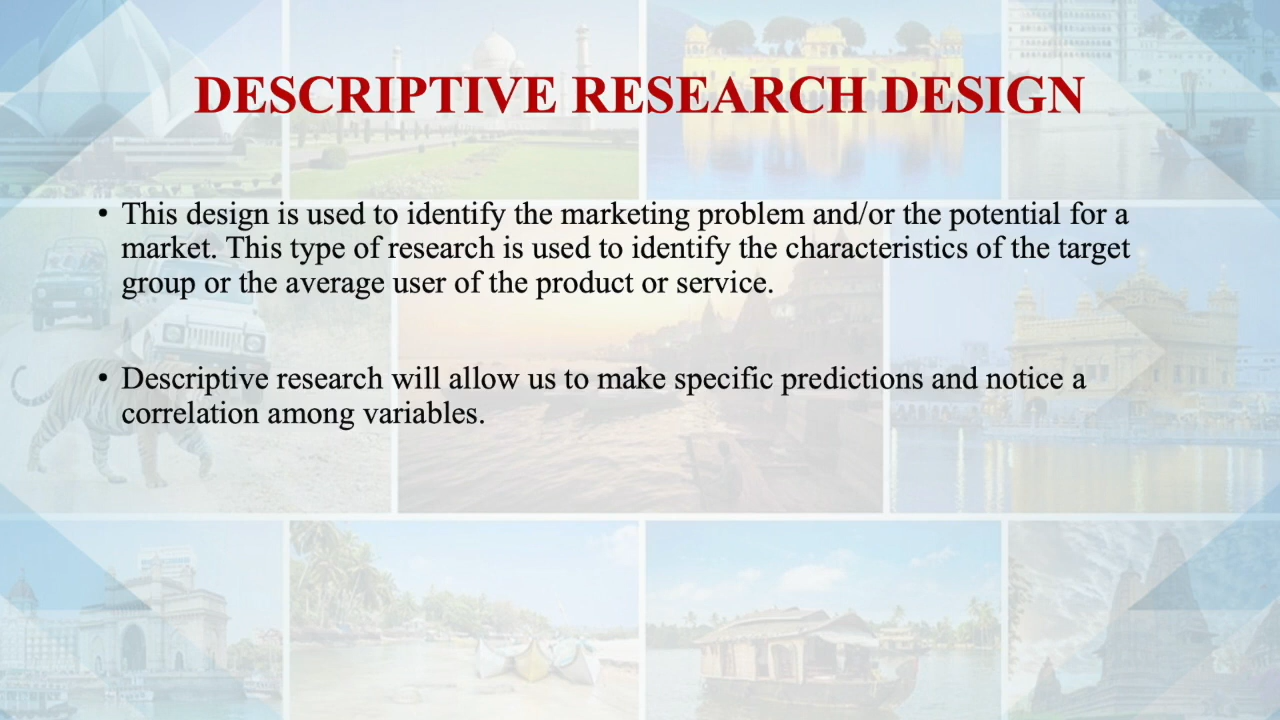 DESCRIPTIVE RESEARCH DESIGN
• This design is used to identify the marketing problem and/or the potential for a
market. This type of research is used to identify the characteristics of the target
group or the average user of the product or service.
• Descriptive research will allow us to make specific predictions and notice a
correlation among variables.